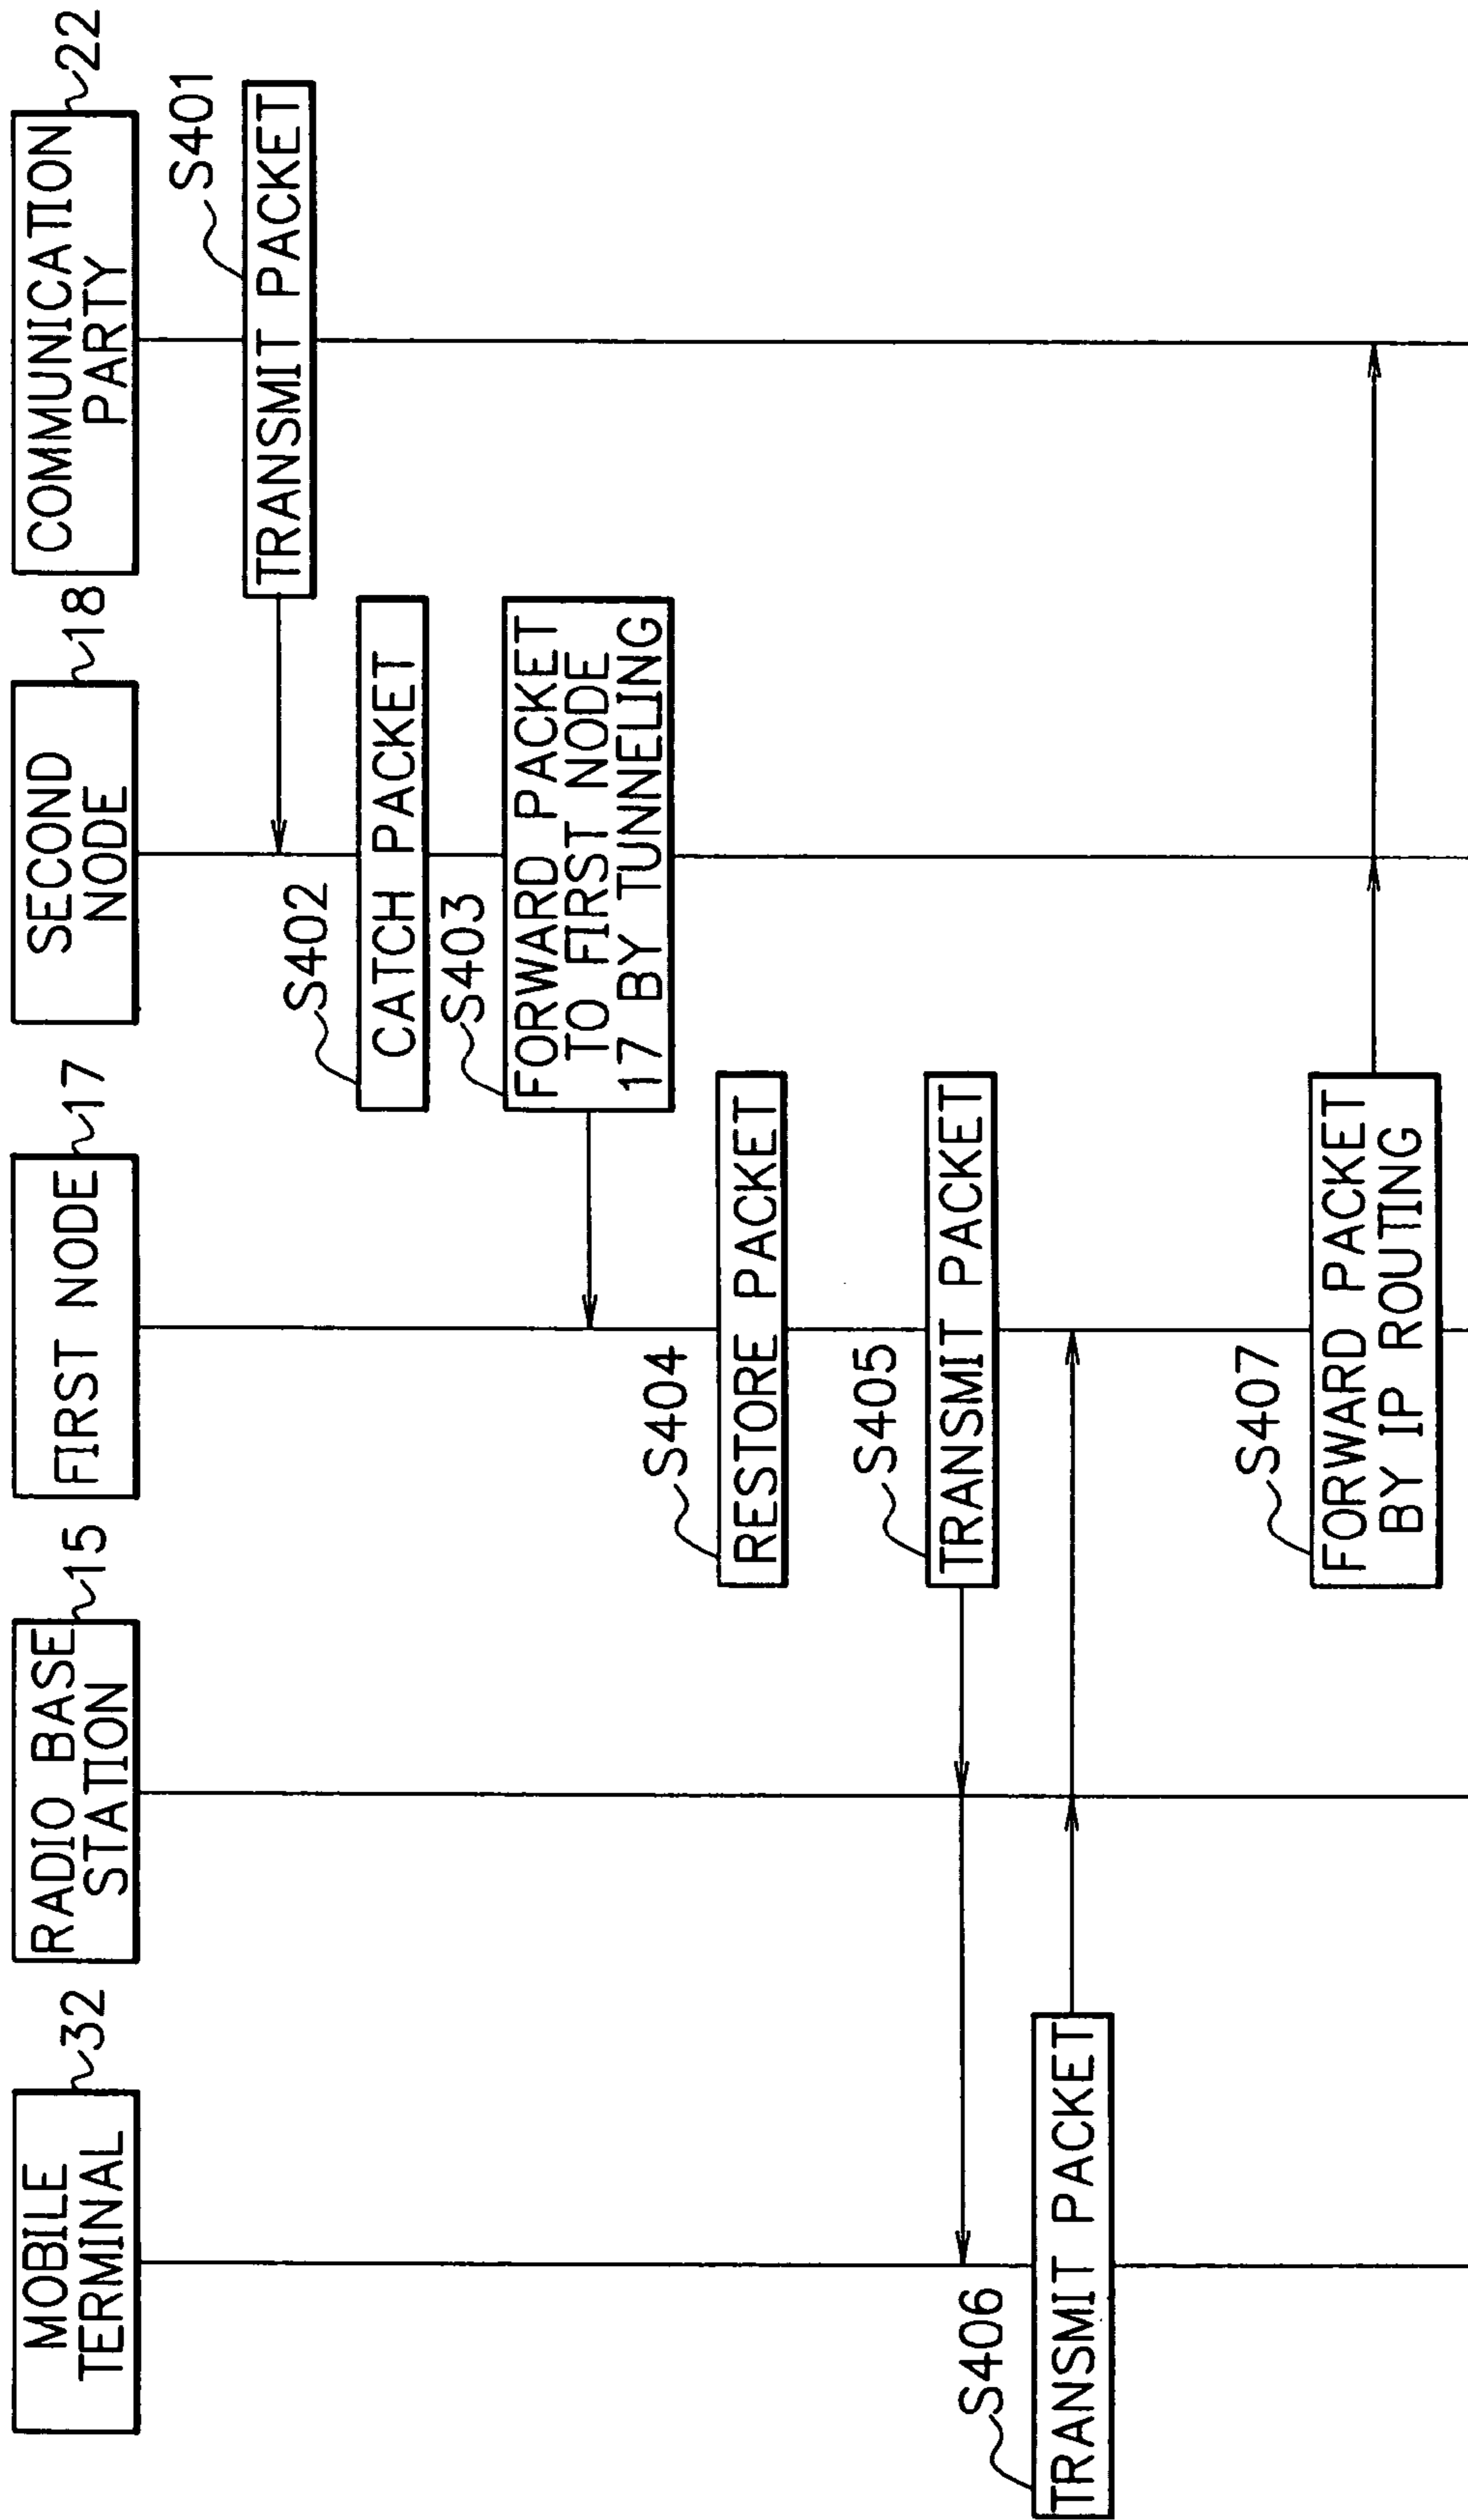 MOBILE
TERMINAL
32
RADIO BASE
STATION
15
FIRST NODE
17
SECOND
NODE
18
COMMUNICATION
PARTY
22
S401
TRANSMIT PACKET
S402
CATCH PACKET
S403
FORWARD PACKET
TO FIRST NODE
17 BY TUNNELING
S404
RESTORE PACKET
S405
TRANSMIT PACKET
S406
TRANSMIT PACKET
S407
FORWARD PACKET
BY IP ROUTING